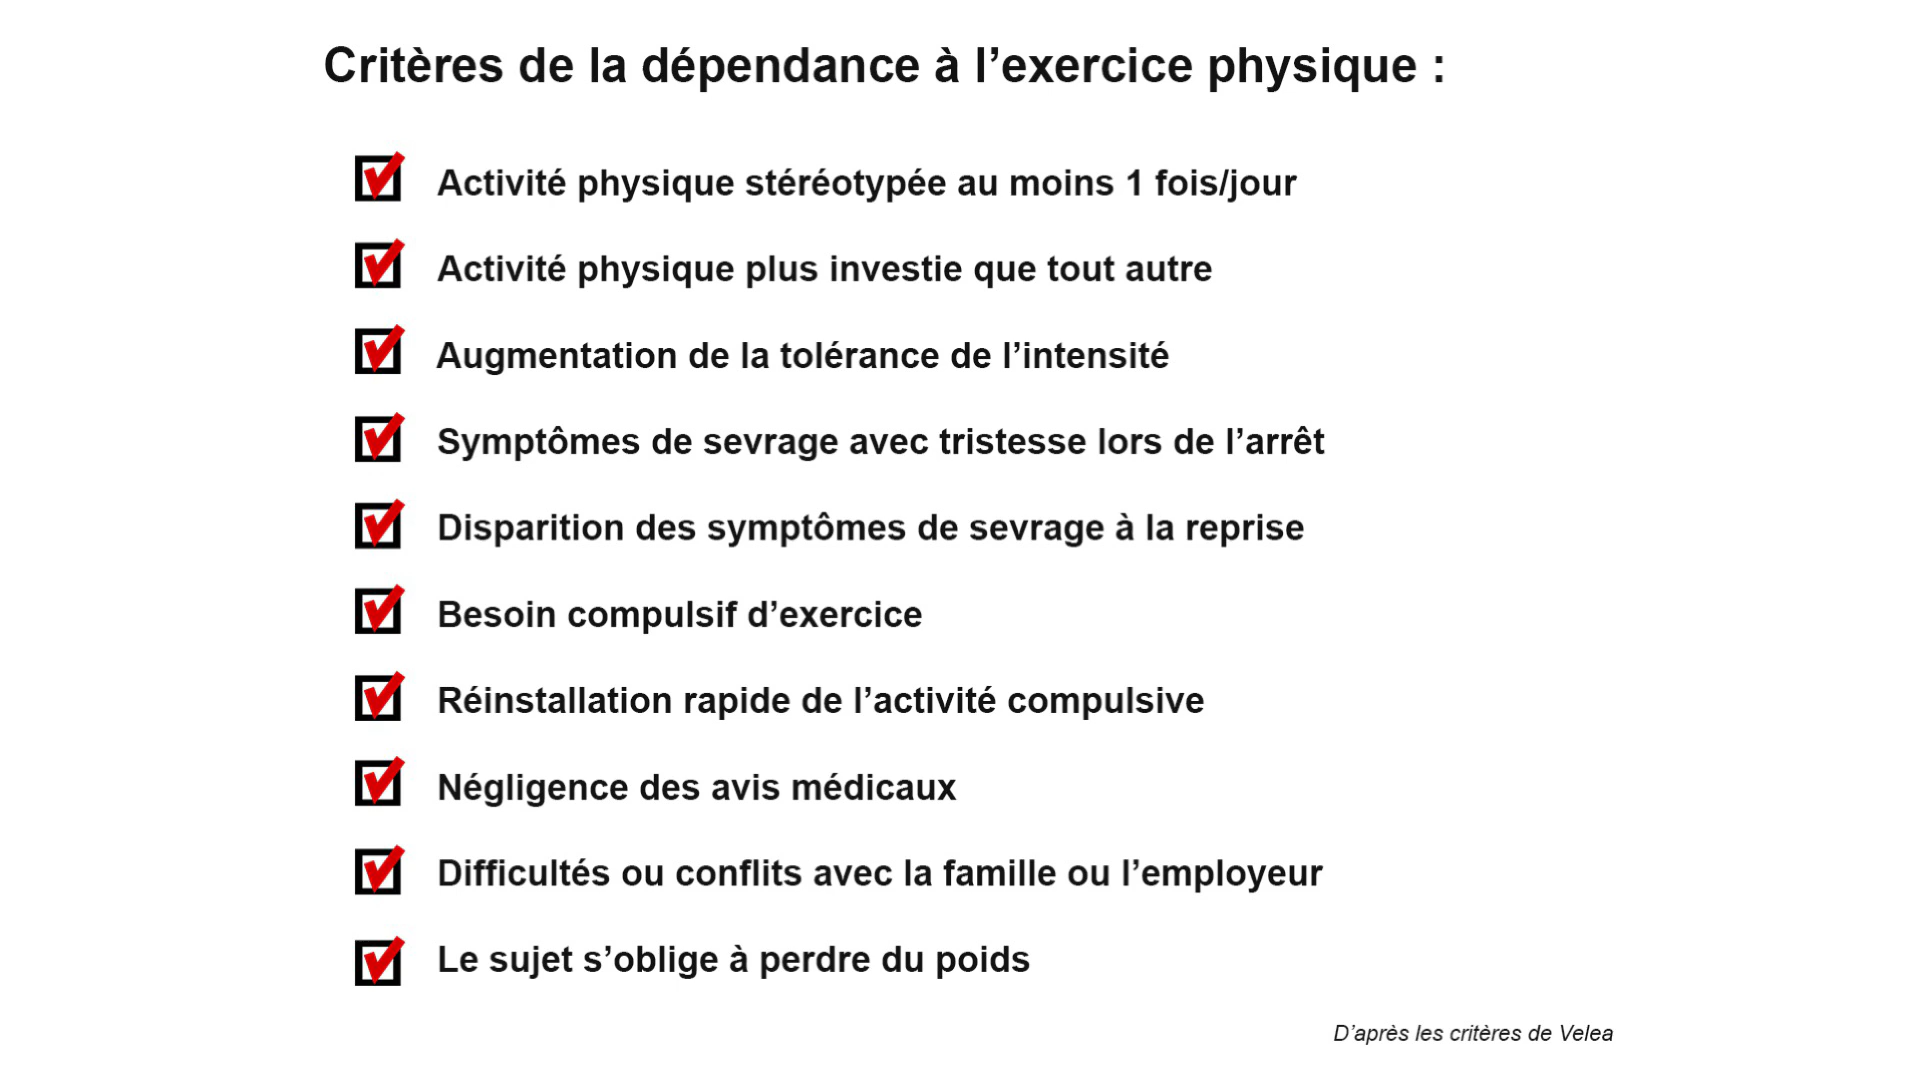 Critères de la dépendance à l’exercice physique :
Activité physique stéréotypée au moins 1 fois/jour
Activité physique plus investie que tout autre
Augmentation de la tolérance de l’intensité
Symptômes de sevrage avec tristesse lors de l’arrêt
Disparition des symptômes de sevrage à la reprise
Besoin compulsif d’exercice
Réinstallation rapide de l’activité compulsive
Négligence des avis médicaux
Difficultés ou conflits avec la famille ou l’employeur
Le sujet s’oblige à perdre du poids
D’après les critères de Velea